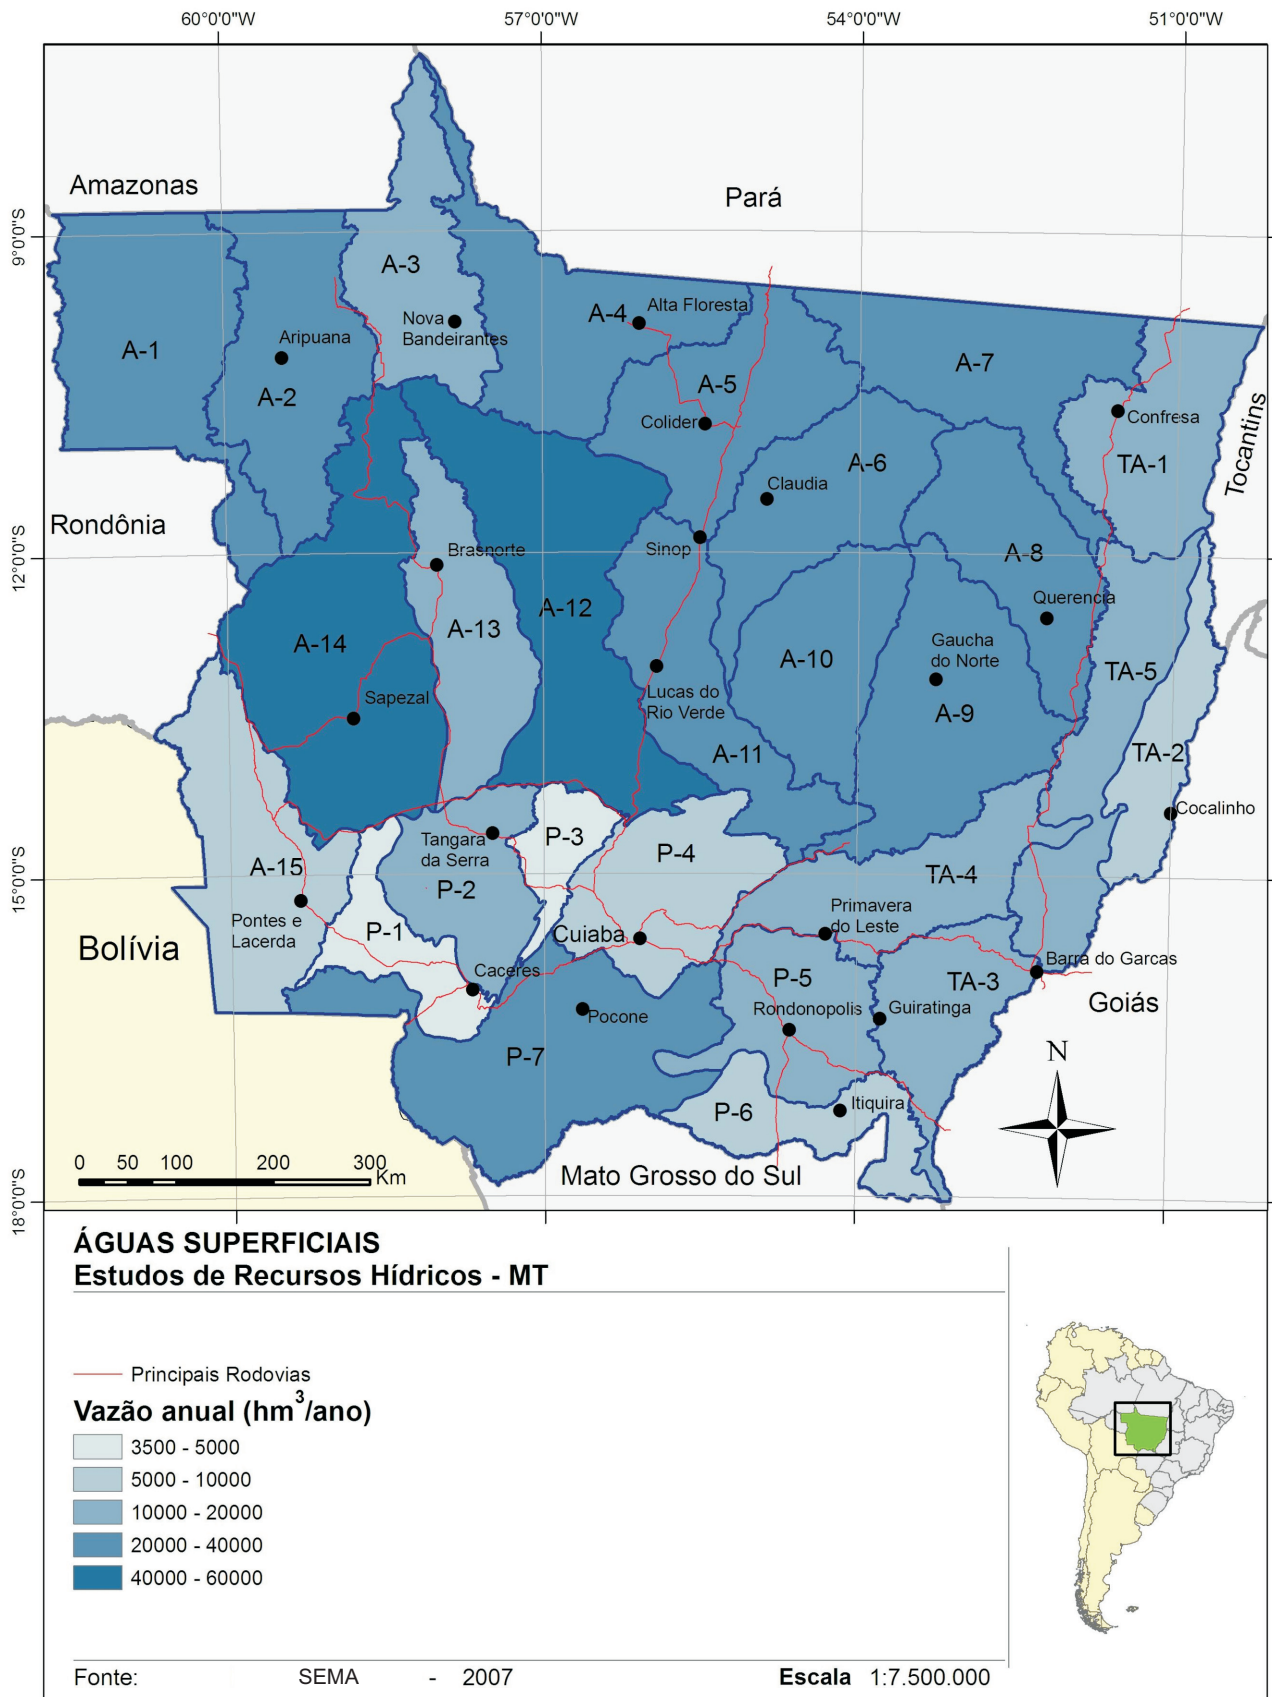 60°0'0"W
57°0'0"W
54°0'0"W
51°0'0"W
Amazonas
Pará
9°0'0"S
9°0'0"S
A-3
Alta Floresta
A-4
Nova
Bandeirantes
Aripuana
A-1
A-2
A-5
A-7
Colider
Confresa
Tocantins
TA-1
A-6
Claudia
Rondônia
Sinop
Brasnorte
12°0'0"S
A-8
Querencia
A-12
A-13
A-14
A-10
Gaucha
do Norte
TA-5
Sapezal
Lucas do
Rio Verde
A-9
A-11
TA-2
Cocalinho
Tangara
da Serra
P-3
P-4
A-15
15°0'0"S
P-2
TA-4
Pontes e
Lacerda
P-1
Cuiaba
Primavera
do Leste
Bolívia
Caceres
P-5
TA-3
Barra do Garcas
Goiás
Pocone
Rondonopolis
Guiratinga
P-7
N
P-6
Itiquira
0 50 100 200 300
Km
Mato Grosso do Sul
18°0'0"S
ÁGUAS SUPERFICIAIS
Estudos de Recursos Hídricos - MT
Principais Rodovias
Vazão anual (hm³/ano)
3500 - 5000
5000 - 10000
10000 - 20000
20000 - 40000
40000 - 60000
Fonte: SEMA - 2007
Escala 1:7.500.000